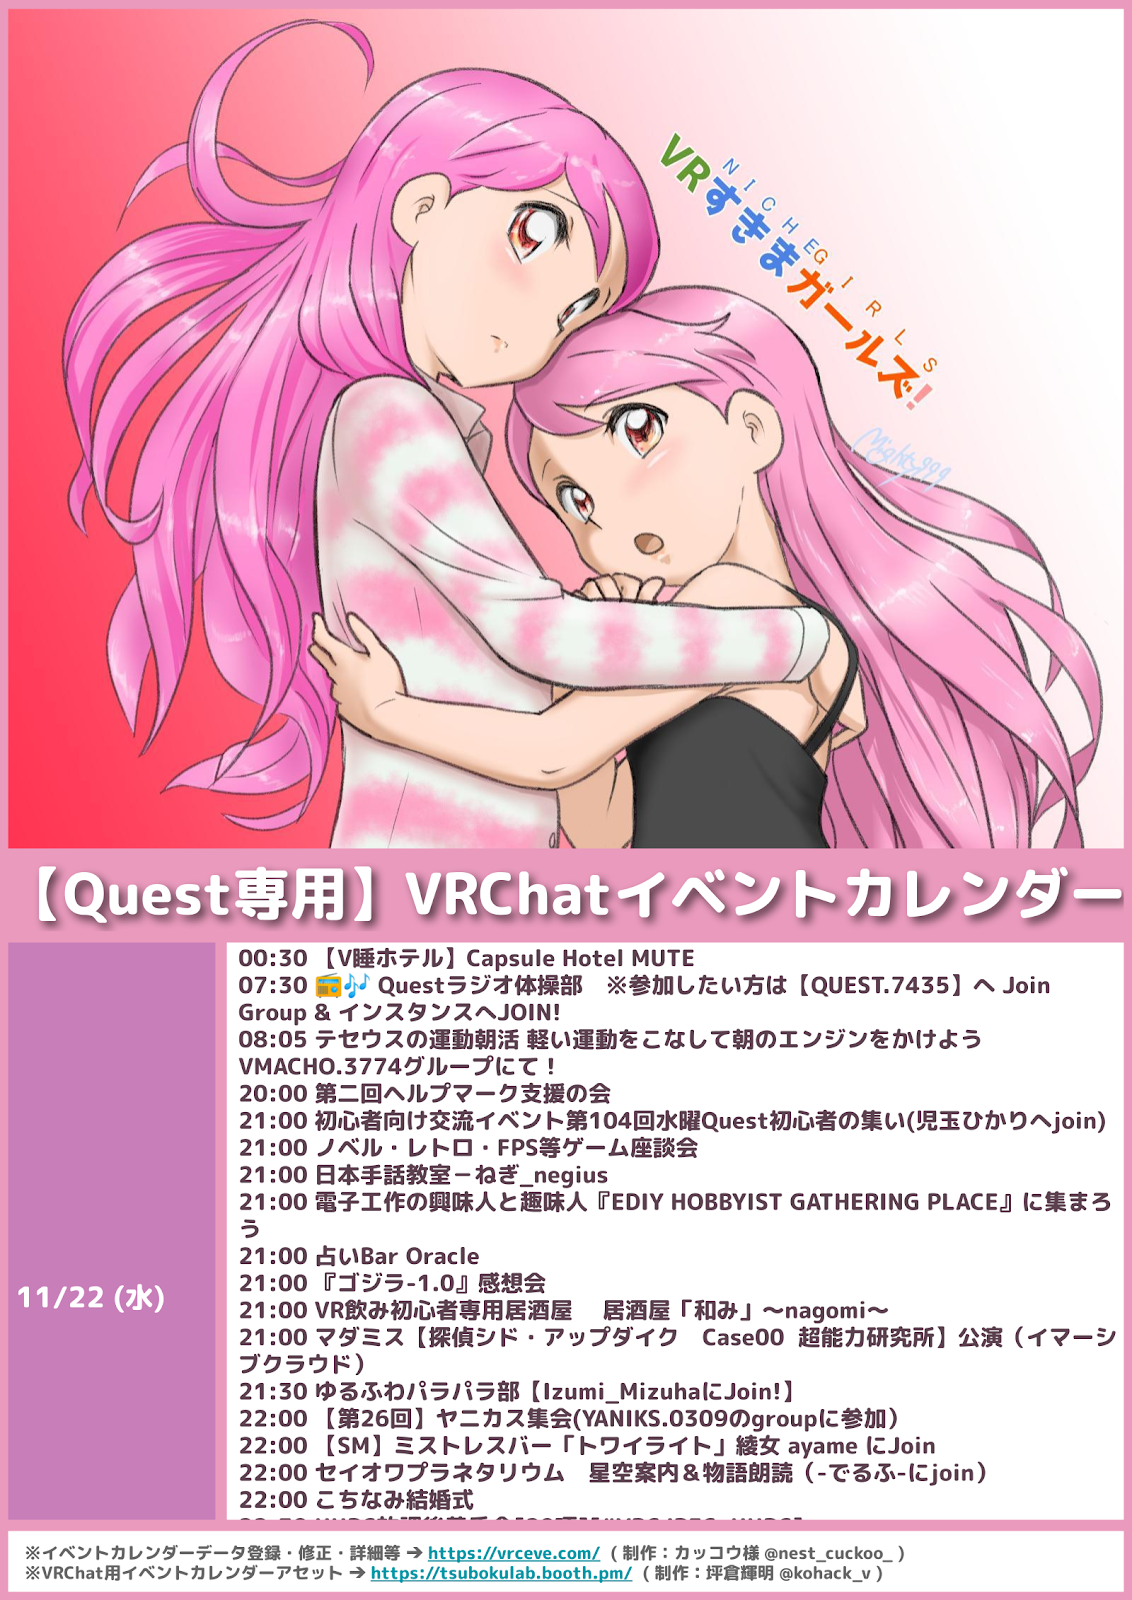 NICHE GIRLS
VRすきまガールズ!
Mighty999
【Quest専用】VRChatイベントカレンダー
11/22 (水)
00:30 【V睡ホテル】Capsule Hotel MUTE
07:30 📻🎶 Questラジオ体操部　※参加したい方は【QUEST.7435】へ Join
Group & インスタンスへJOIN!
08:05 テセウスの運動朝活 軽い運動をこなして朝のエンジンをかけよう
VMACHO.3774グループにて！
20:00 第二回ヘルプマーク支援の会
21:00 初心者向け交流イベント第104回水曜Quest初心者の集い(児玉ひかりへjoin)
21:00 ノベル・レトロ・FPS等ゲーム座談会
21:00 日本手話教室－ねぎ_negius
21:00 電子工作の興味人と趣味人『EDIY HOBBYIST GATHERING PLACE』に集まろ
う
21:00 占いBar Oracle
21:00 『ゴジラ-1.0』感想会
21:00 VR飲み初心者専用居酒屋　居酒屋「和み」～nagomi～
21:00 マダミス【探偵シド・アップダイク　Case00 超能力研究所】公演（イマーシ
ブクラウド）
21:30 ゆるふわパラパラ部【Izumi_MizuhaにJoin!】
22:00 【第26回】ヤニカス集会(YANIKS.0309のgroupに参加）
22:00 【SM】ミストレスバー「トワイライト」綾女 ayame にJoin
22:00 セイオワプラネタリウム　星空案内＆物語朗読（-でるふ-にjoin）
22:00 こちなみ結婚式
※イベントカレンダーデータ登録・修正・詳細等 ➔ https://vrceve.com/ ( 制作：カッコウ様 @nest_cuckoo_ )
※VRChat用イベントカレンダーアセット ➔ https://tsubokulab.booth.pm/ ( 制作：坪倉輝明 @kohack_v )